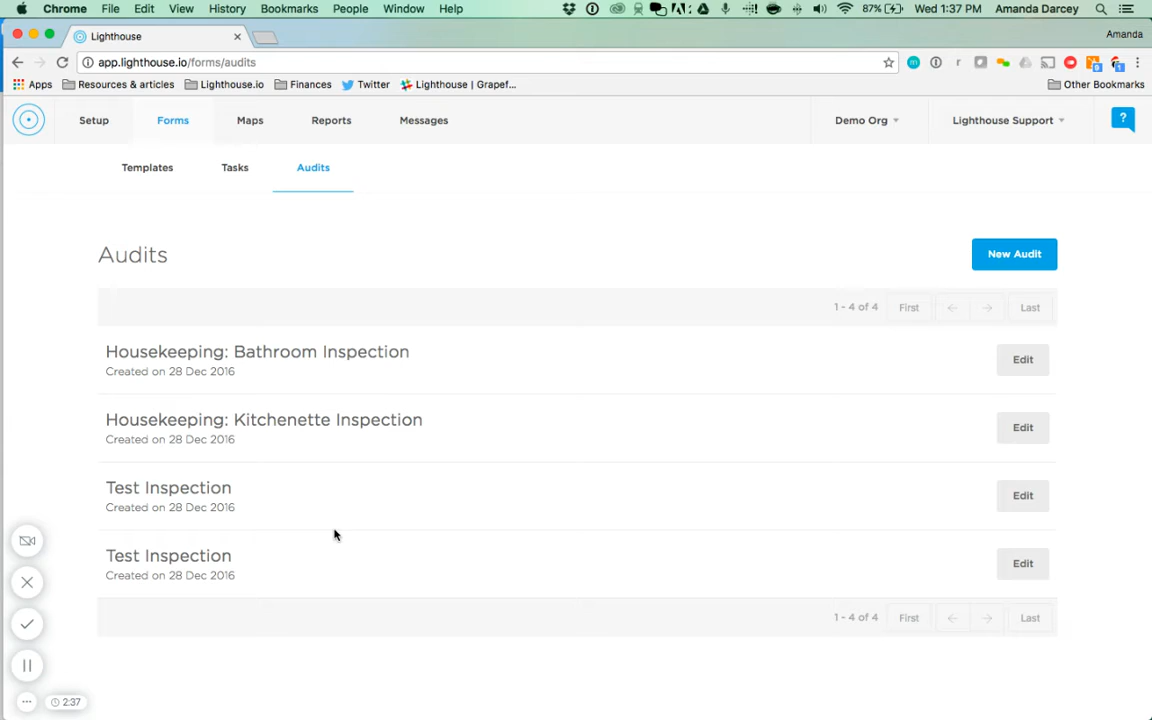 Chrome File Edit View History Bookmarks People Window Help 87% Wed 1:37 PM Amanda Darcey
Lighthouse Amanda
app.lighthouse.io/forms/audits
Apps Resources & articles Lighthouse.io Finances Twitter Lighthouse | Grapef... Other Bookmarks
Setup Forms Maps Reports Messages Demo Org Lighthouse Support ?
Templates Tasks Audits
Audits New Audit
1 - 4 of 4 First ← → Last
Housekeeping: Bathroom Inspection
Created on 28 Dec 2016
Edit
Housekeeping: Kitchenette Inspection
Created on 28 Dec 2016
Edit
Test Inspection
Created on 28 Dec 2016
Edit
Test Inspection
Created on 28 Dec 2016
Edit
1 - 4 of 4 First ← → Last
2:37